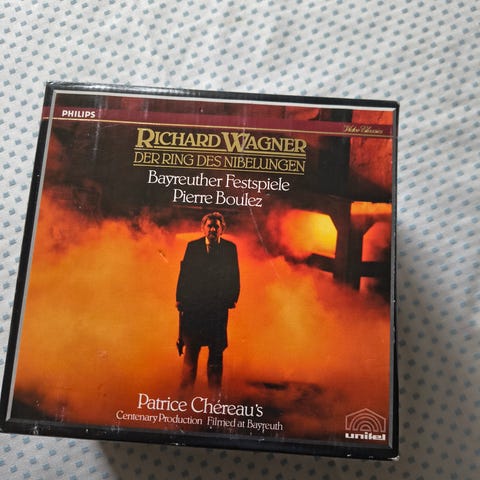 PHILIPS
Video Classics
RICHARD WAGNER
DER RING DES NIBELUNGEN
Bayreuther Festspiele
Pierre Boulez
Patrice Chéreau's
Centenary Production Filmed at Bayreuth
unitel